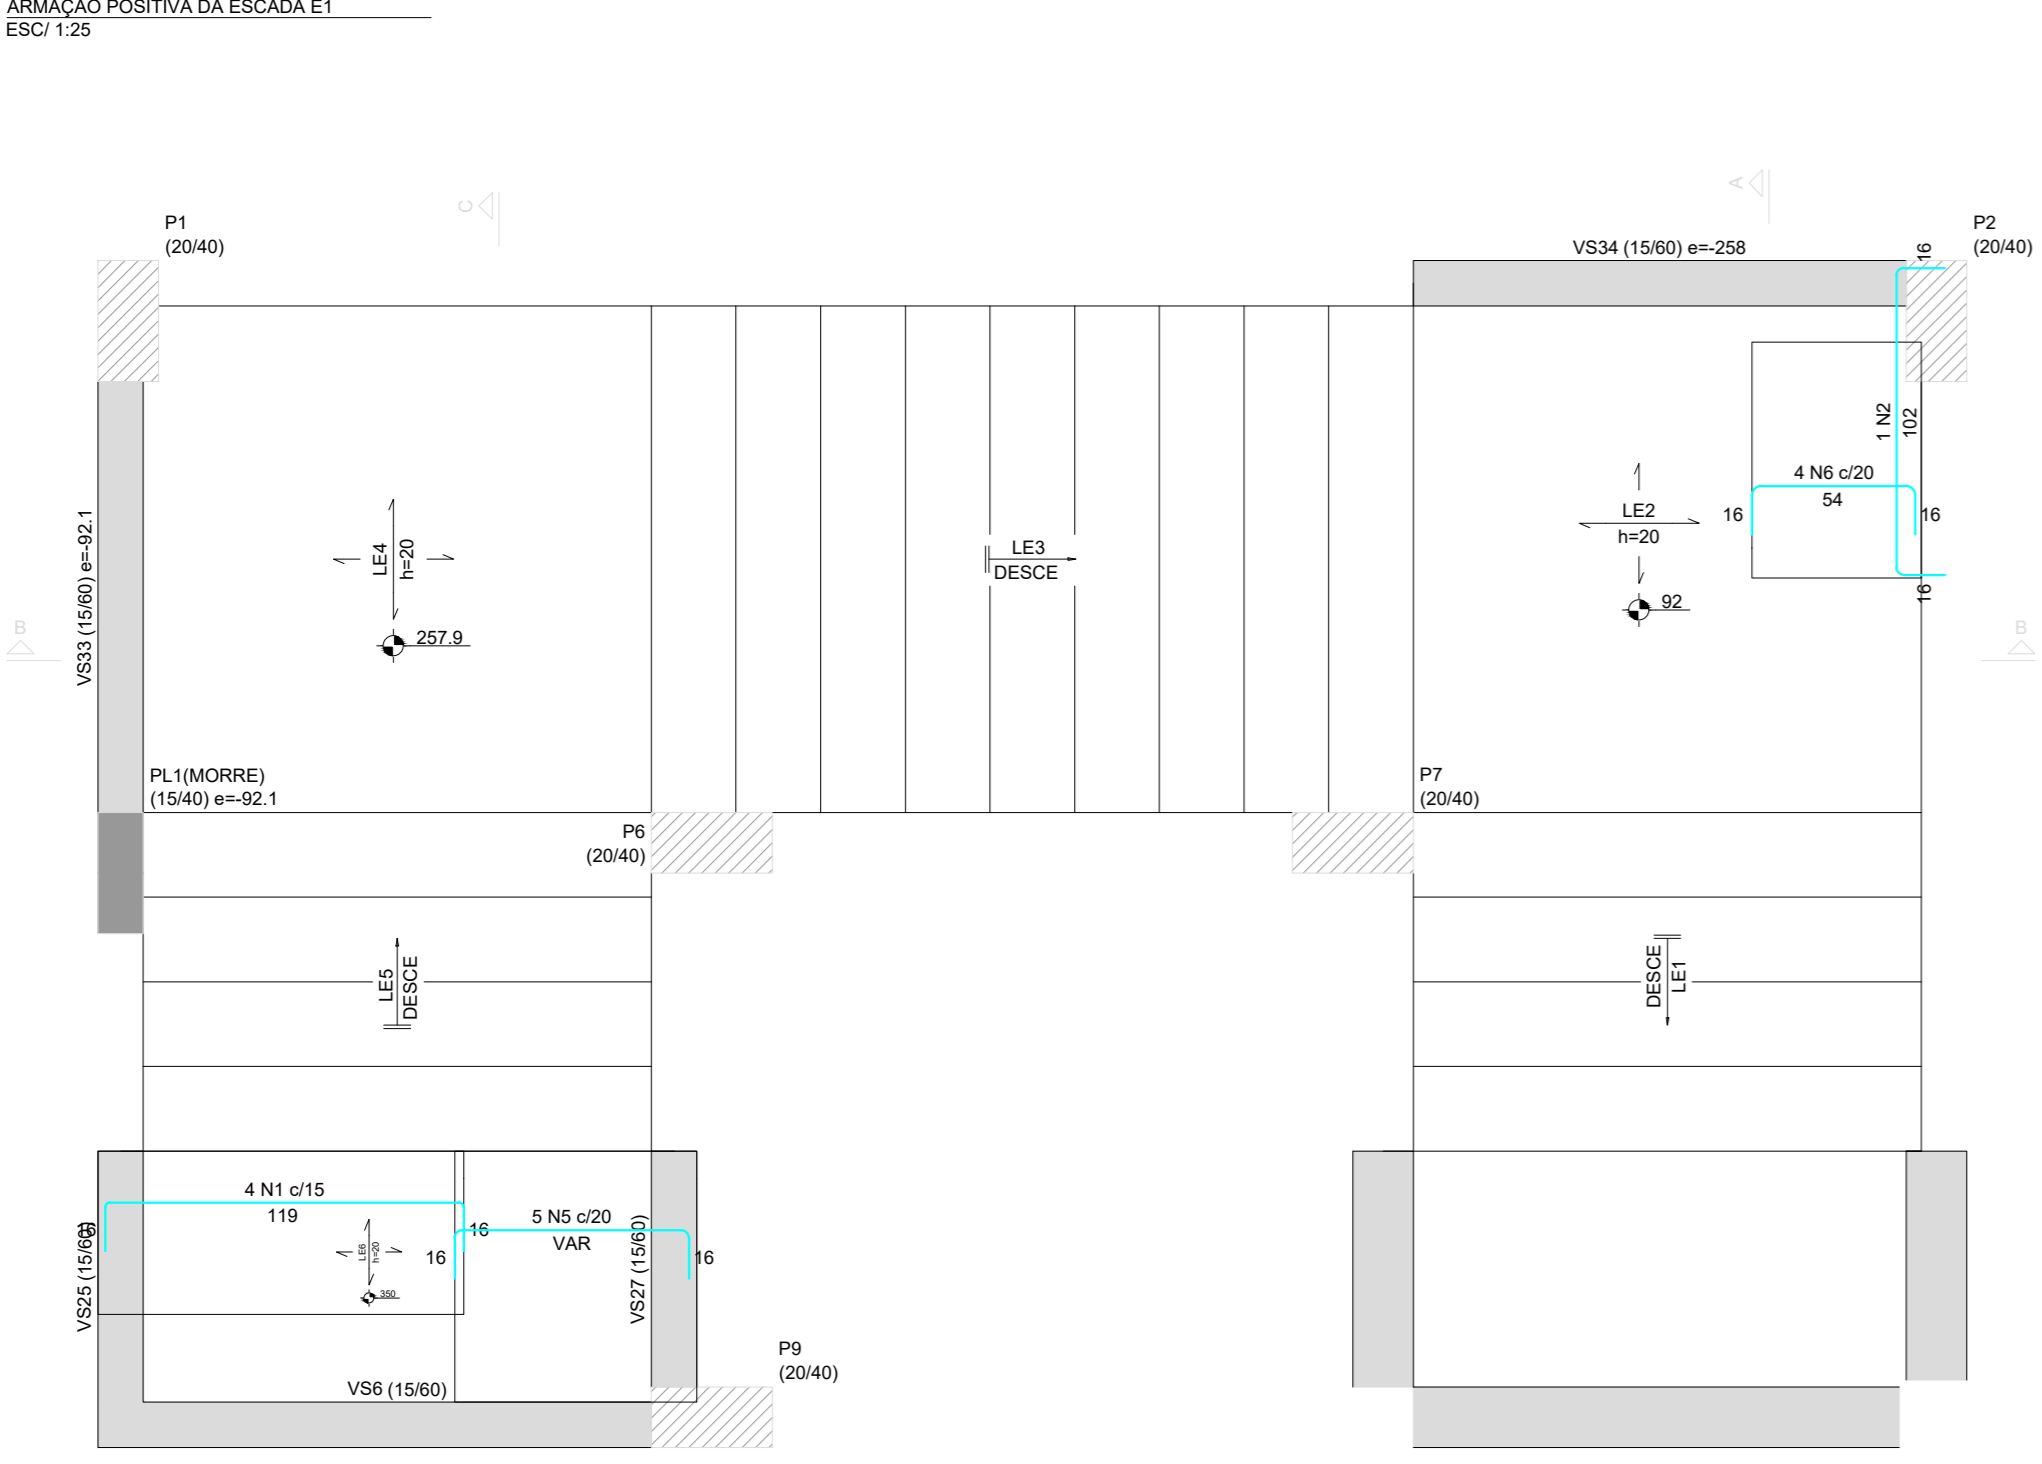 ARMAÇÃO POSITIVA DA ESCADA E1
ESC/ 1:25
C
A
P1
(20/40)
VS34 (15/60) e=-258
16
P2
(20/40)
1 N2
102
4 N6 c/20
54
16
16
16
LE2
h=20
92
VS33 (15/60) e=-92.1
LE4
h=20
257.9
LE3
DESCE
B
B
PL1(MORRE)
(15/40) e=-92.1
P7
(20/40)
P6
(20/40)
LE5
DESCE
DESCE
LE1
4 N1 c/15
119
16
16
5 N5 c/20
VAR
16
16
VS25 (15/60)
LE6
h=20
350
VS27 (15/60)
VS6 (15/60)
P9
(20/40)